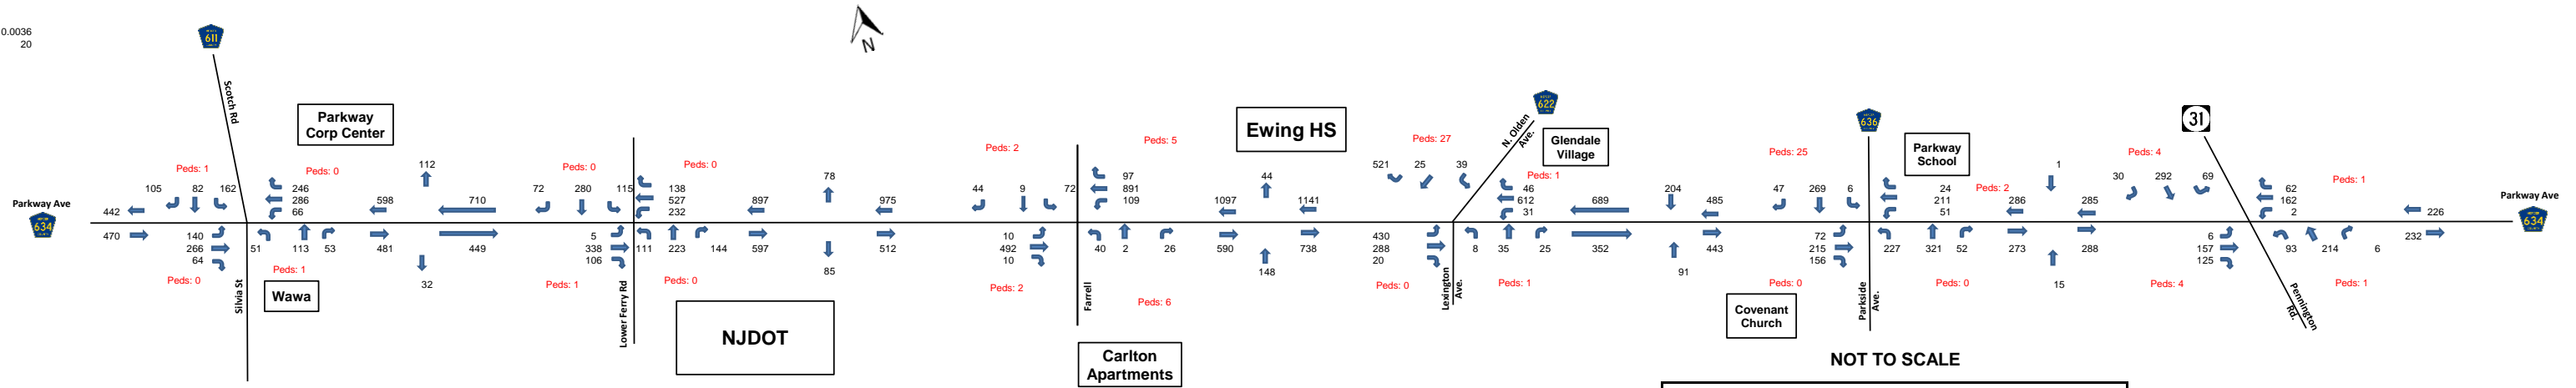 0.0036
20
N
611
Scotch Rd
Parkway
Corp Center
Peds: 1
Peds: 0
105
82
162
246
286
66
112
598
710
Parkway Ave
634
442
470
140
266
64
51
113
53
481
449
32
Peds: 0
Peds: 1
Silvia St
Wawa
Peds: 0
Peds: 0
72
280
115
138
527
232
897
78
975
5
338
106
111
223
144
597
85
512
Peds: 1
Peds: 0
Lower Ferry Rd
NJDOT
Peds: 2
Peds: 5
44
9
72
97
891
109
1097
44
1141
10
492
10
40
2
26
590
148
738
Peds: 2
Peds: 6
Farrell
Carlton
Apartments
Ewing HS
Peds: 27
521
25
39
N. Olden
Ave.
622
Glendale
Village
Peds: 1
46
612
31
689
204
485
430
288
20
8
35
25
352
91
443
Peds: 0
Peds: 1
Lexington
Ave.
Peds: 25
47
269
6
636
Parkway
School
24
211
51
Peds: 2
286
1
285
72
215
156
227
321
52
273
15
288
Peds: 0
Peds: 0
Covenant
Church
Parkside
Ave.
NOT TO SCALE
31
Peds: 4
30
292
69
62
162
2
Peds: 1
226
6
157
125
93
214
6
232
Peds: 4
Peds: 1
Pennington
Rd.
Parkway Ave
634